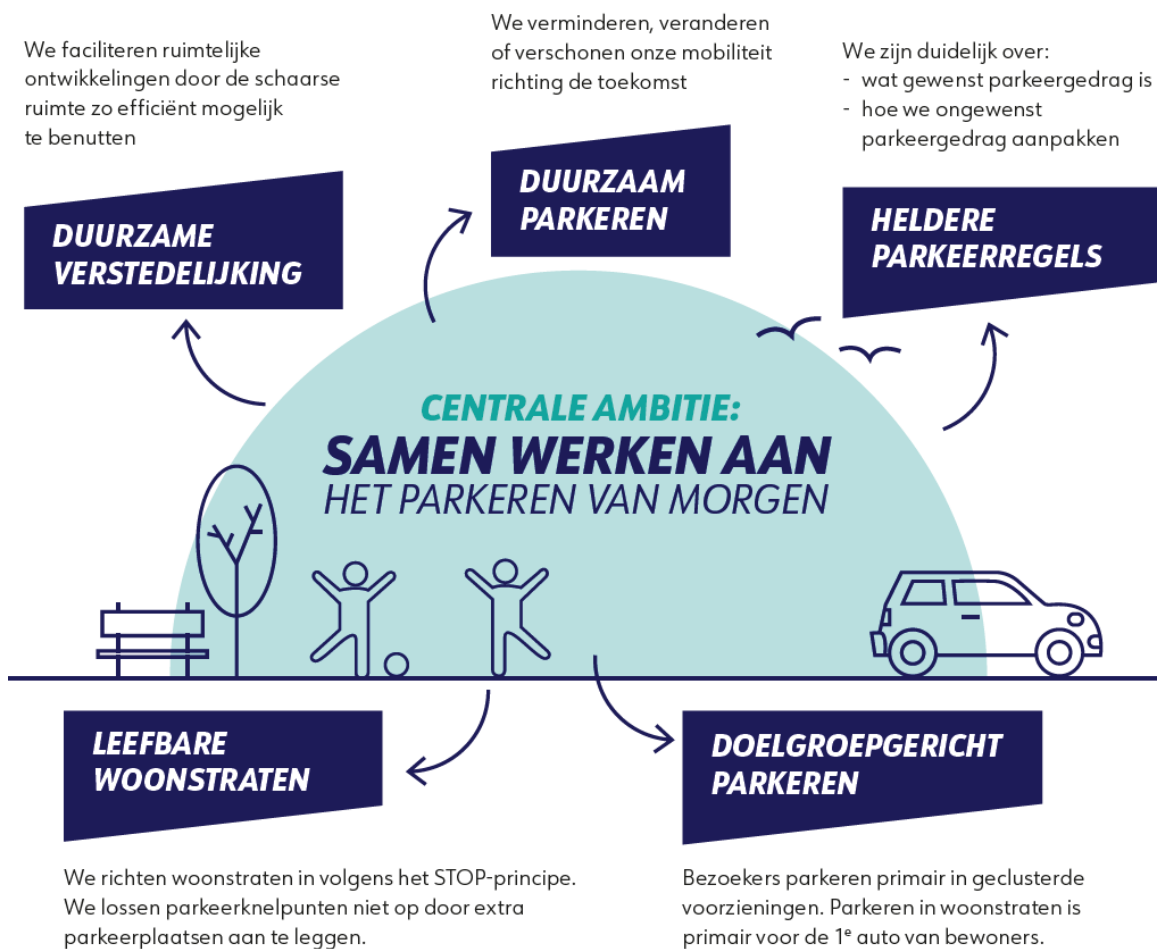 We faciliteren ruimtelijke
ontwikkelingen door de schaarse
ruimte zo efficiënt mogelijk
te benutten
DUURZAME
VERSTEDELIJKING
We verminderen, veranderen
of verschonen onze mobiliteit
richting de toekomst
DUURZAAM
PARKEREN
We zijn duidelijk over:
- wat gewenst parkeergedrag is
- hoe we ongewenst
parkeergedrag aanpakken
HELDERE
PARKEERREGELS
CENTRALE AMBITIE:
SAMEN WERKEN AAN
HET PARKEREN VAN MORGEN
LEEFBARE
WOONSTRATEN
We richten woonstraten in volgens het STOP-principe.
We lossen parkeerknelpunten niet op door extra
parkeerplaatsen aan te leggen.
DOELGROEPGERICHT
PARKEREN
Bezoekers parkeren primair in geclusterde
voorzieningen. Parkeren in woonstraten is
primair voor de 1ᵉ auto van bewoners.